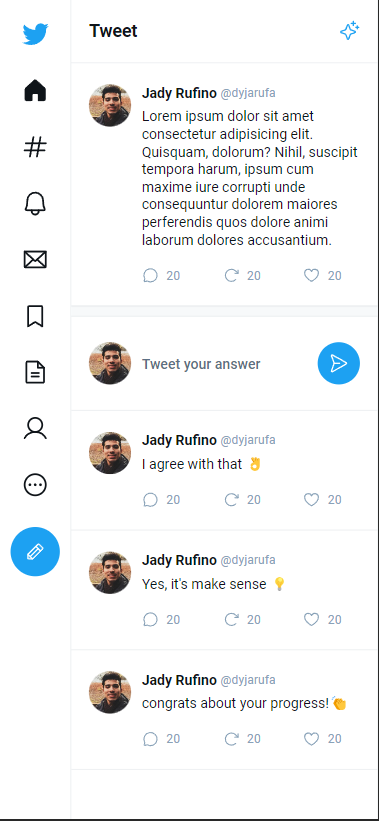 Tweet
Jady Rufino @dyjarufa
Lorem ipsum dolor sit amet
consectetur adipisicing elit.
Quisquam, dolorum? Nihil, suscipit
tempora harum, ipsum cum
maxime iure corrupti unde
consequuntur dolorem maiores
perferendis quos dolore animi
laborum dolores accusantium.
20 20 20
Tweet your answer
Jady Rufino @dyjarufa
I agree with that 👌
20 20 20
Jady Rufino @dyjarufa
Yes, it's make sense 💡
20 20 20
Jady Rufino @dyjarufa
congrats about your progress! 👏
20 20 20